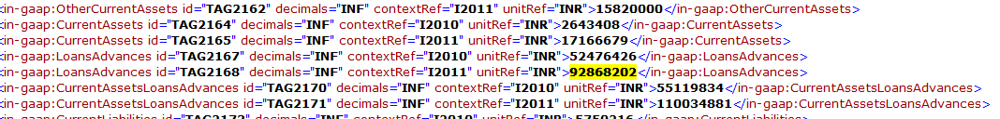 <in-gaap:OtherCurrentAssets id="TAG2162" decimals="INF" contextRef="I2011" unitRef="INR">15820000</in-gaap:OtherCurrentAssets>
<in-gaap:CurrentAssets id="TAG2164" decimals="INF" contextRef="I2010" unitRef="INR">2643408</in-gaap:CurrentAssets>
<in-gaap:CurrentAssets id="TAG2165" decimals="INF" contextRef="I2011" unitRef="INR">17166679</in-gaap:CurrentAssets>
<in-gaap:LoansAdvances id="TAG2167" decimals="INF" contextRef="I2010" unitRef="INR">52476426</in-gaap:LoansAdvances>
<in-gaap:LoansAdvances id="TAG2168" decimals="INF" contextRef="I2011" unitRef="INR">92868202</in-gaap:LoansAdvances>
<in-gaap:CurrentAssetsLoansAdvances id="TAG2170" decimals="INF" contextRef="I2010" unitRef="INR">55119834</in-gaap:CurrentAssetsLoansAdvances>
<in-gaap:CurrentAssetsLoansAdvances id="TAG2171" decimals="INF" contextRef="I2011" unitRef="INR">110034881</in-gaap:CurrentAssetsLoansAdvances>
<in-gaap:CurrentLiabilities id="TAG2173" decimals="INF" contextRef="I2010" unitRef="INR">5759216</in-gaap:CurrentLiabilities>